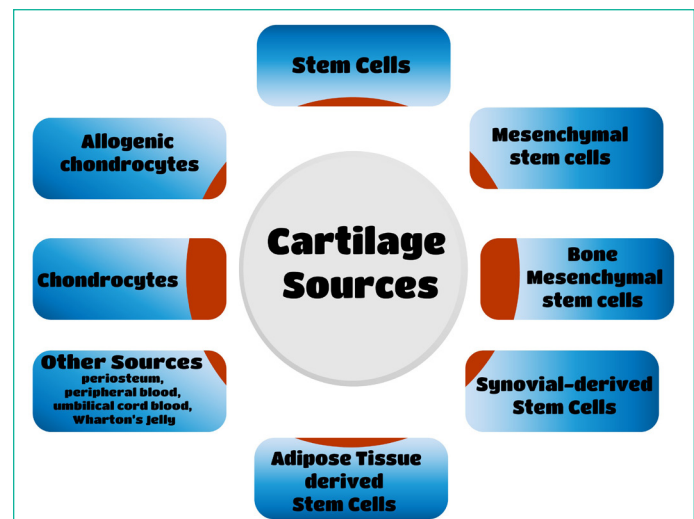 Stem Cells
Allogenic
chondrocytes
Mesenchymal
stem cells
Cartilage
Sources
Chondrocytes
Bone
Mesenchymal
stem cells
Other Sources
periosteum,
peripheral blood,
umbilical cord blood,
Wharton's Jelly
Synovial-derived
Stem Cells
Adipose Tissue
derived
Stem Cells